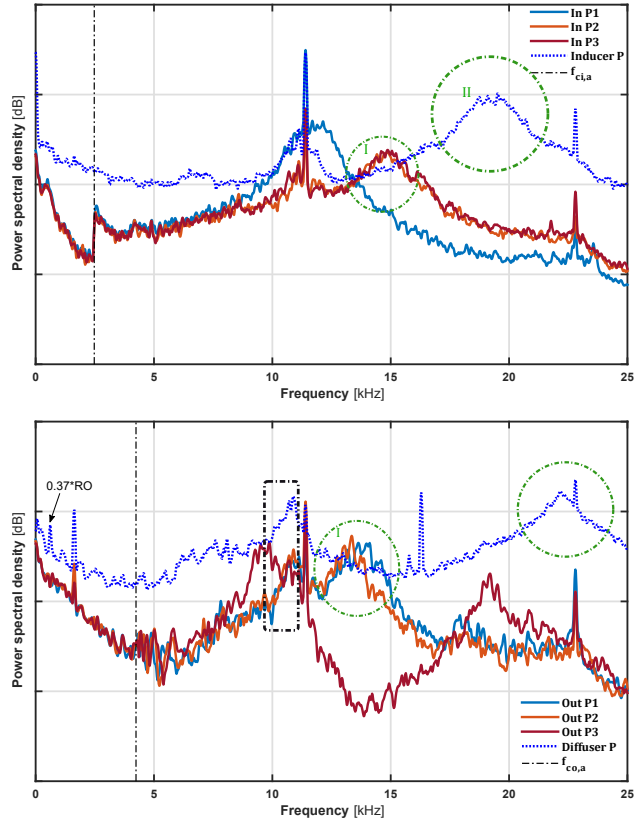 In P1
In P2
In P3
Inducer P
f ci,a
II
I
Power spectral density [dB]
0 5 10 15 20 25
Frequency [kHz]
0.37*RO
I
Power spectral density [dB]
Out P1
Out P2
Out P3
Diffuser P
f co,a
0 5 10 15 20 25
Frequency [kHz]